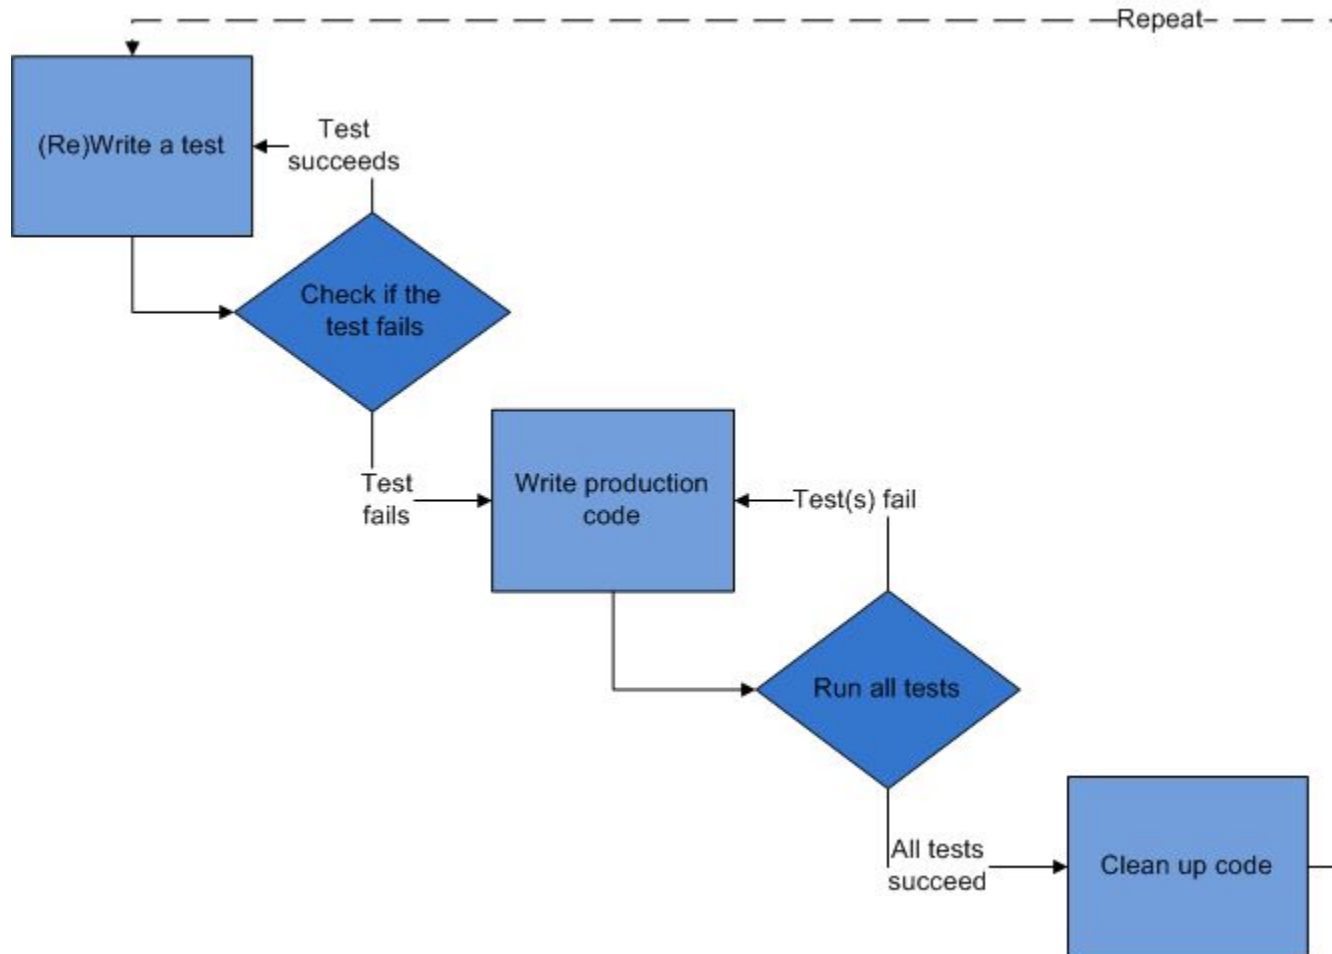 Repeat
(Re)Write a test
Test
succeeds
Check if the
test fails
Test
fails
Write production
code
Test(s) fail
Run all tests
All tests
succeed
Clean up code